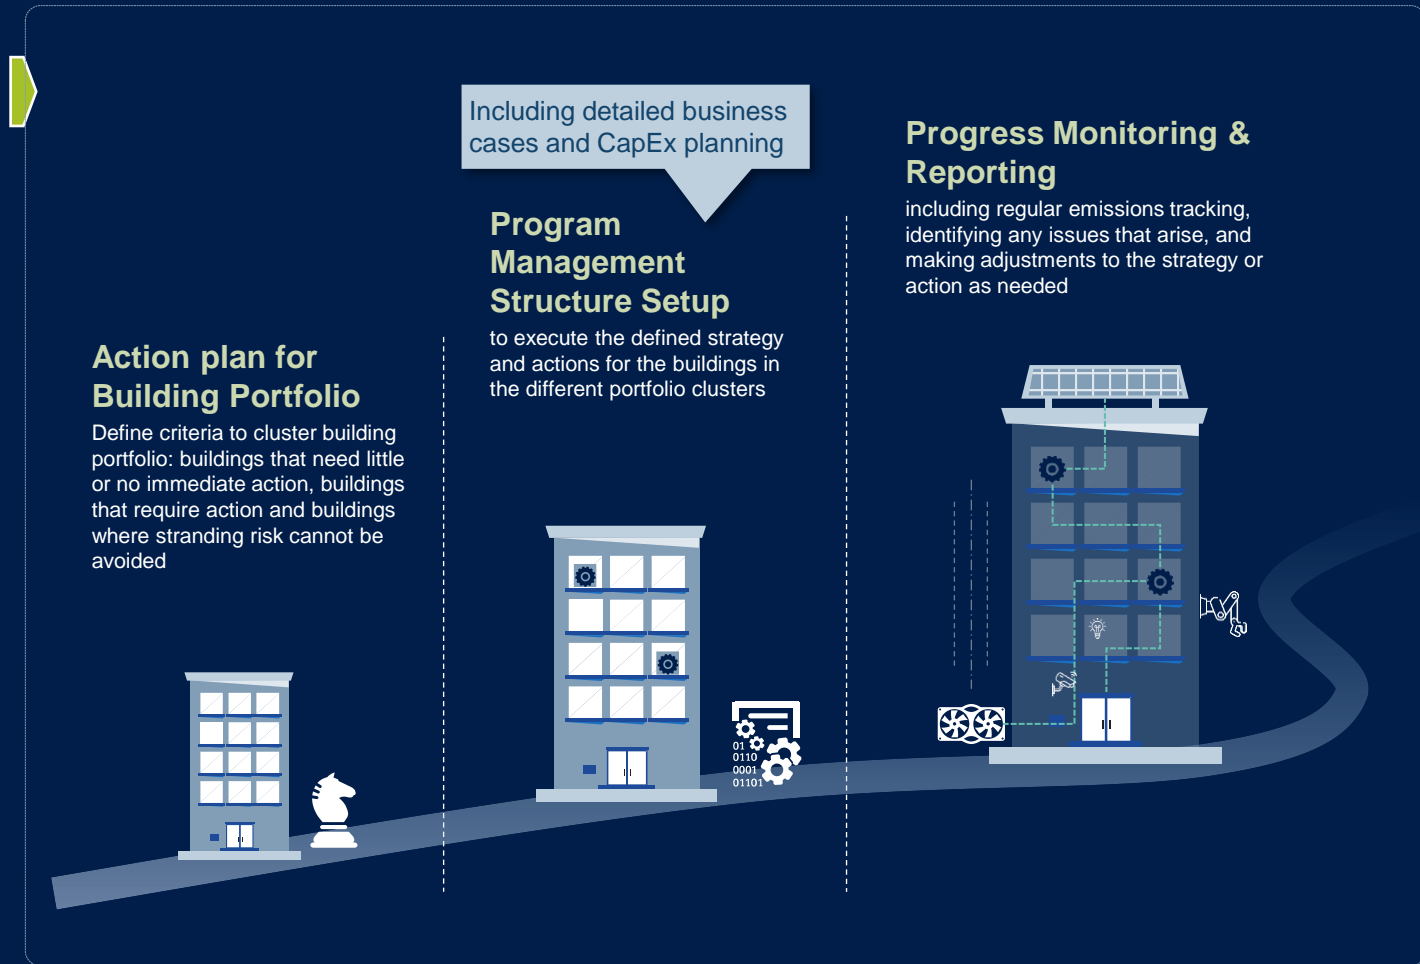 Including detailed business
cases and CapEx planning
Action plan for
Building Portfolio
Define criteria to cluster building
portfolio: buildings that need little
or no immediate action, buildings
that require action and buildings
where stranding risk cannot be
avoided
Program
Management
Structure Setup
to execute the defined strategy
and actions for the buildings in
the different portfolio clusters
Progress Monitoring &
Reporting
including regular emissions tracking,
identifying any issues that arise, and
making adjustments to the strategy or
action as needed
01
0110
0001
01101